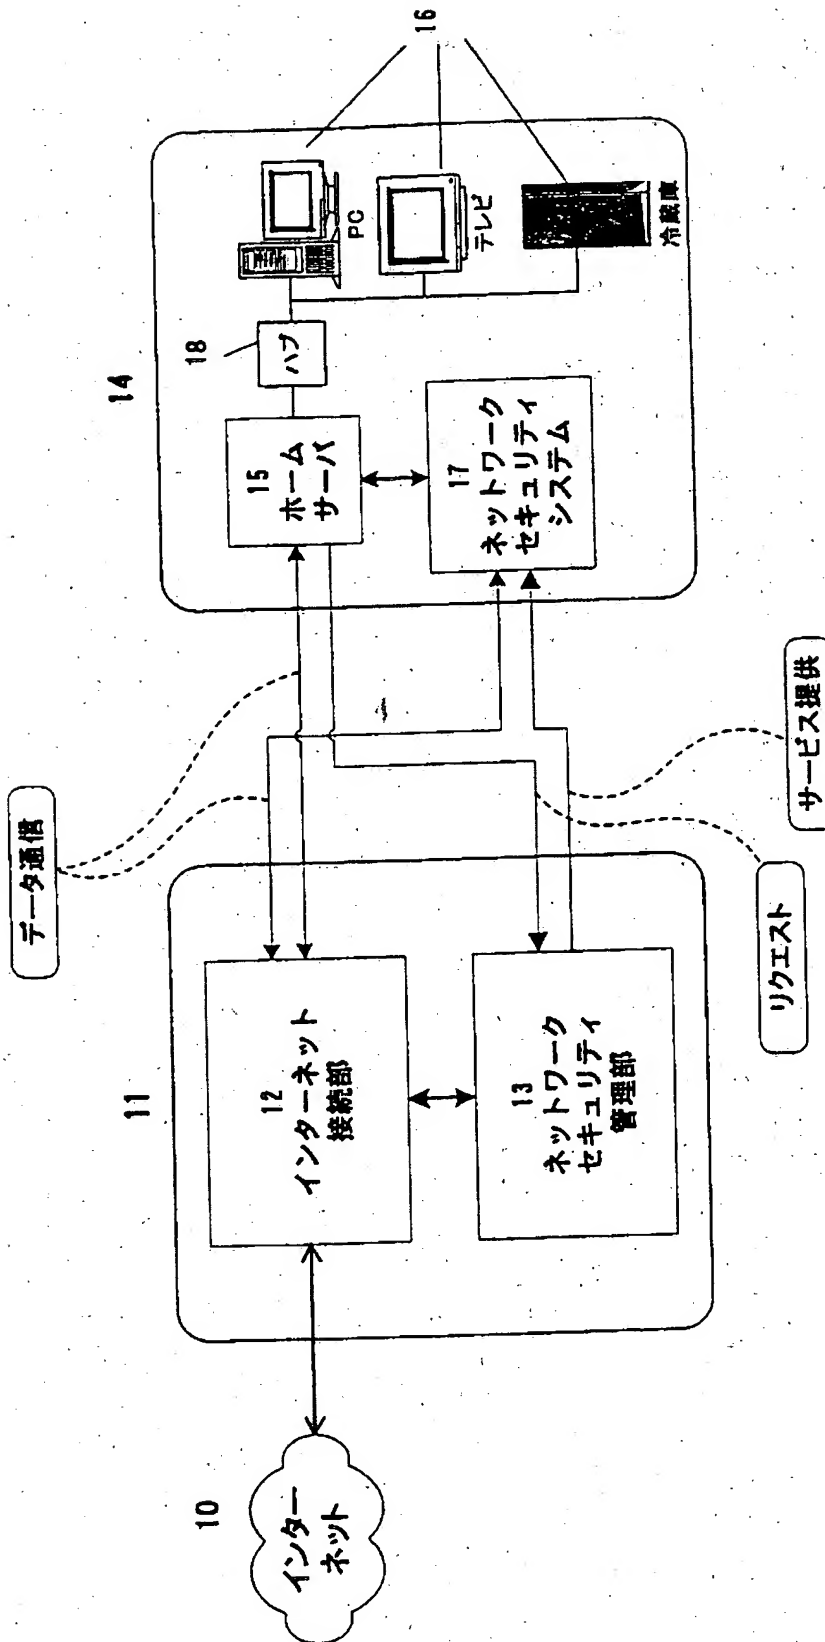 データ通信
10
インター
ネット
11
12
インターネット
接続部
13
ネットワーク
セキュリティ
管理部
リクエスト
サービス提供
14
15
ホーム
サーバ
18
ハブ
17
ネットワーク
セキュリティ
システム
PC
テレビ
冷蔵庫
16